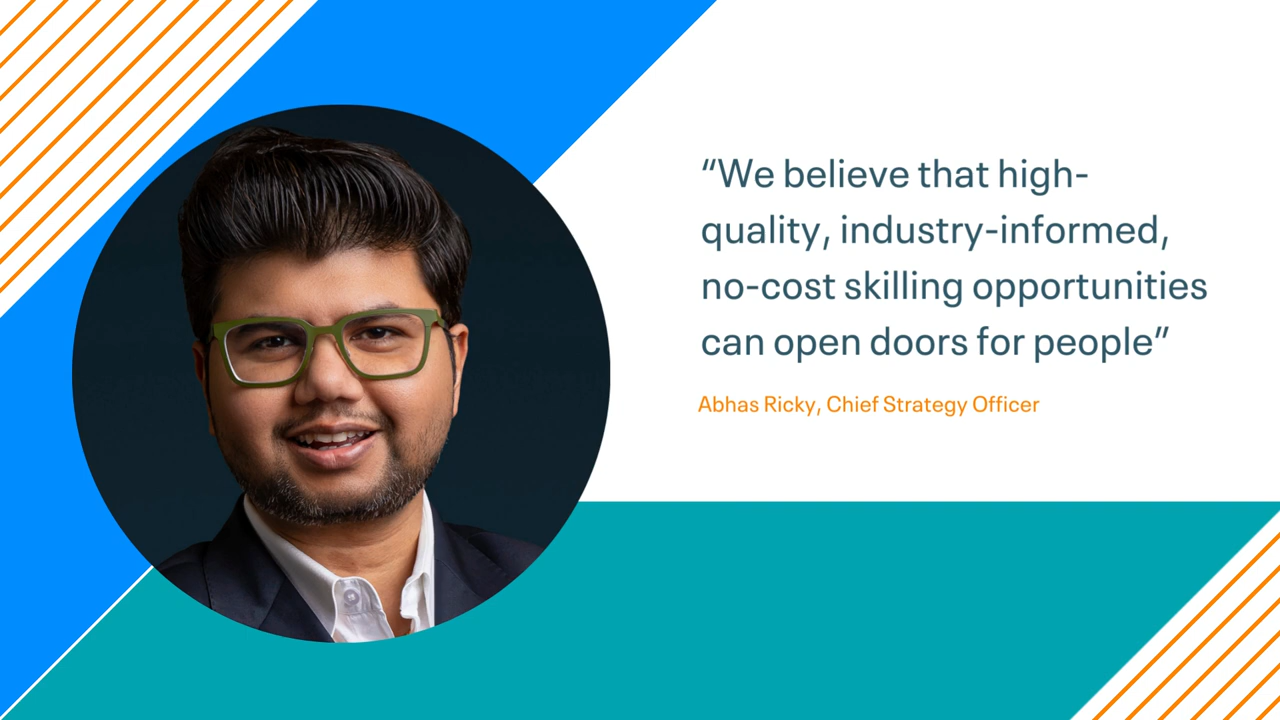 “We believe that high-
quality, industry-informed,
no-cost skilling opportunities
can open doors for people”
Abhas Ricky, Chief Strategy Officer